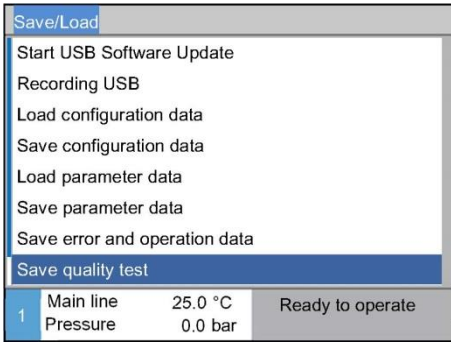 Save/Load
Start USB Software Update
Recording USB
Load configuration data
Save configuration data
Load parameter data
Save parameter data
Save error and operation data
Save quality test
1
Main line 25.0 °C
Pressure 0.0 bar
Ready to operate